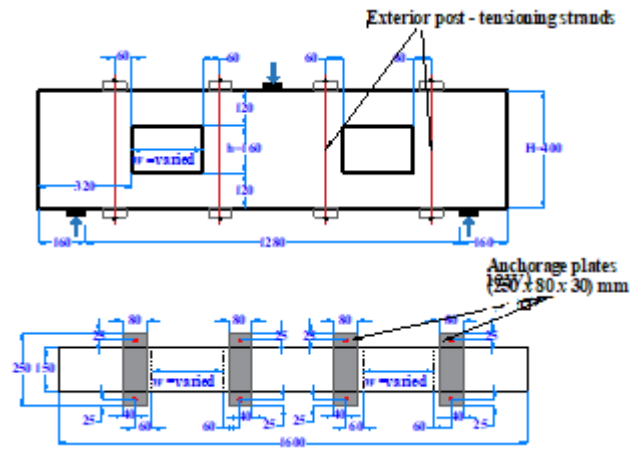 Exterior post - tensioning strands
60 60 60 60
120
w =varied h=160 H=400
320 120
160 1280 160
Anchorage plates
(250 x 80 x 30) mm
80 80 80 80
25 25 25 25
250 150 w =varied w =varied
25 40 40 40 40 25
60 60 60 60
1600